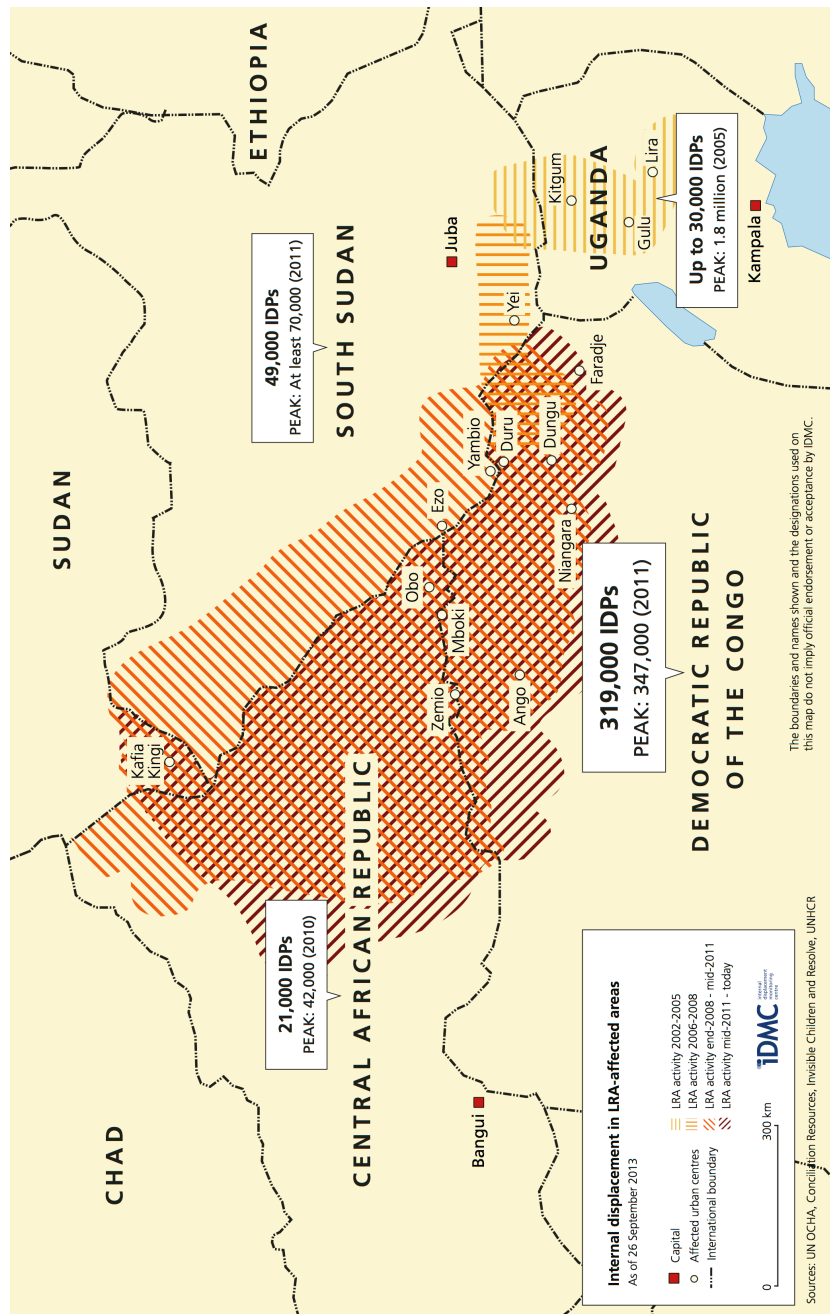 CHAD
SUDAN
ETHIOPIA
SOUTH SUDAN
CENTRAL AFRICAN REPUBLIC
DEMOCRATIC REPUBLIC
OF THE CONGO
UGANDA
21,000 IDPs
PEAK: 42,000 (2010)
49,000 IDPs
PEAK: At least 70,000 (2011)
319,000 IDPs
PEAK: 347,000 (2011)
Up to 30,000 IDPs
PEAK: 1.8 million (2005)
Kafia
Kingi
Obo
Ezo
Mboki
Zemio
Ango
Niangara
Yambio
Duru
Dungu
Faradje
Yei
Juba
Kitgum
Gulu
Lira
Kampala
Bangui
Internal displacement in LRA-affected areas
As of 26 September 2013
Capital
Affected urban centres
International boundary
LRA activity 2002-2005
LRA activity 2006-2008
LRA activity end-2008 - mid-2011
LRA activity mid-2011 - today
0
300 km
iDMC
internal
displacement
monitoring
centre
The boundaries and names shown and the designations used on
this map do not imply official endorsement or acceptance by IDMC.
Sources: UN OCHA, Conciliation Resources, Invisible Children and Resolve, UNHCR